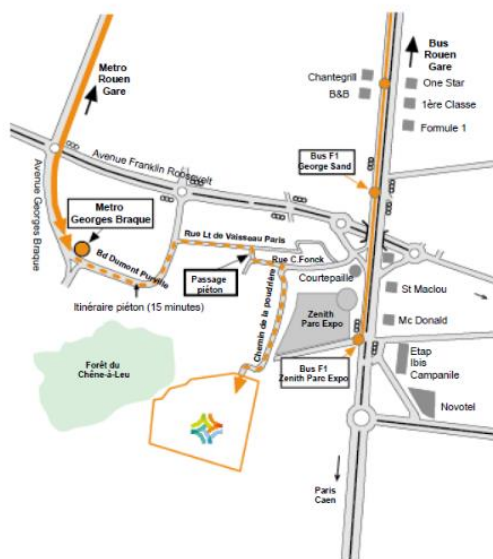 Metro
Rouen
Gare
Bus
Rouen
Gare
Chantegrill
B&B
One Star
1ère Classe
Formule 1
Avenue Franklin Roosevelt
Avenue Georges Braque
Bus F1
George Sand
Metro
Georges Braque
Rue Lt de Vaisseau Paris
Rue C.Fonck
Bd Dumont Durville
Passage
piéton
Courtepaille
Itinéraire piéton (15 minutes)
Chemin de la poudrière
Zenith
Parc Expo
St Maclou
Mc Donald
Forêt du
Chêne-à-Leu
Bus F1
Zenith Parc Expo
Etap
Ibis
Campanile
Novotel
Paris
Caen